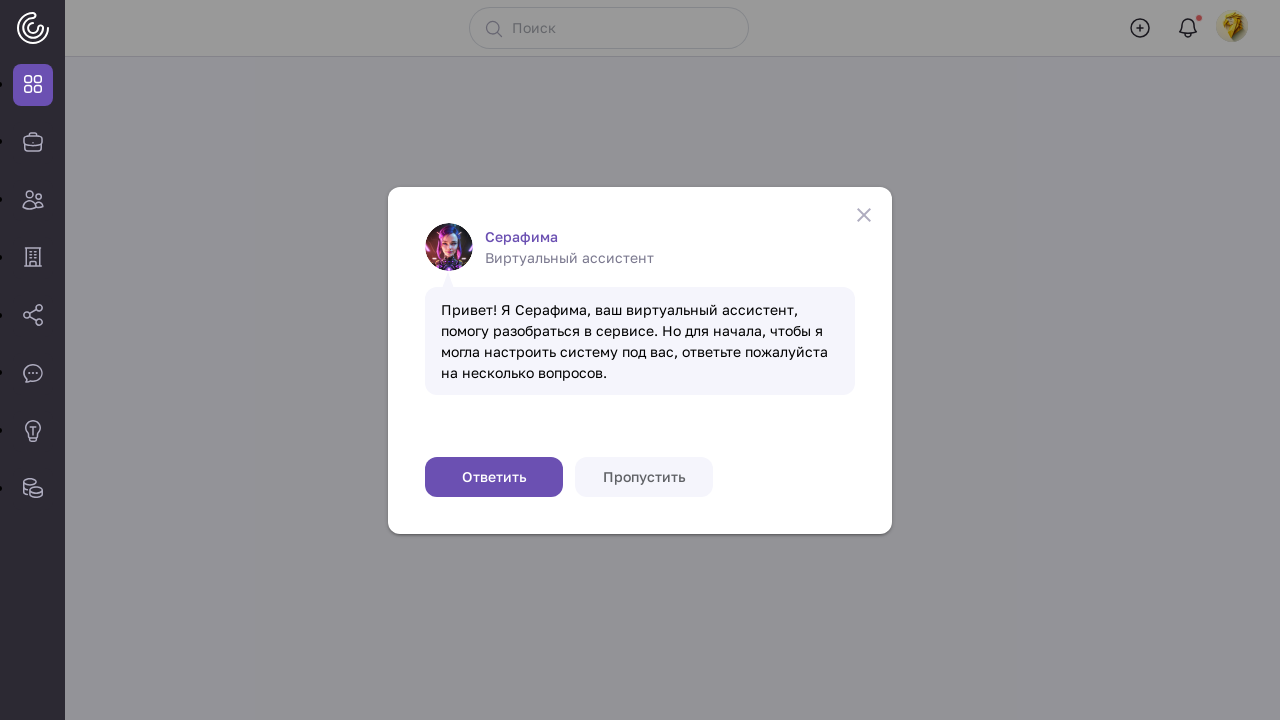 Поиск
Серафима
Виртуальный ассистент
Привет! Я Серафима, ваш виртуальный ассистент,
помогу разобраться в сервисе. Но для начала, чтобы я
могла настроить систему под вас, ответьте пожалуйста
на несколько вопросов.
Ответить
Пропустить